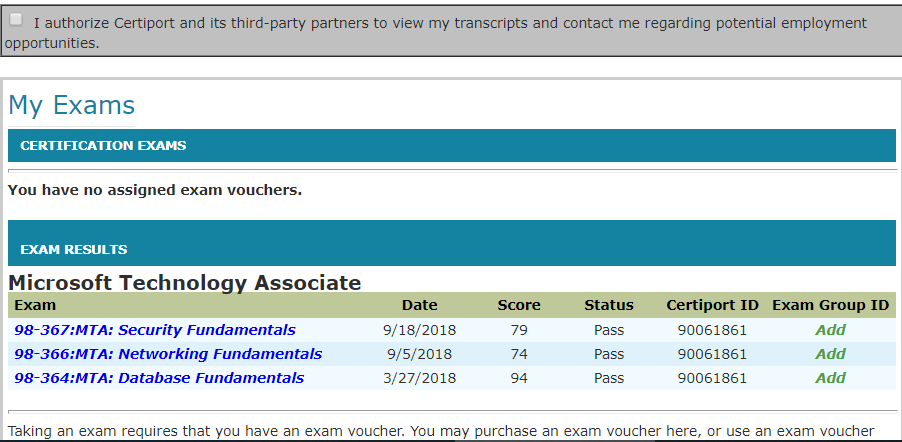 I authorize Certiport and its third-party partners to view my transcripts and contact me regarding potential employment
opportunities.
My Exams
CERTIFICATION EXAMS
You have no assigned exam vouchers.
EXAM RESULTS
Microsoft Technology Associate
Exam Date Score Status Certiport ID Exam Group ID
98-367:MTA: Security Fundamentals 9/18/2018 79 Pass 90061861 Add
98-366:MTA: Networking Fundamentals 9/5/2018 74 Pass 90061861 Add
98-364:MTA: Database Fundamentals 3/27/2018 94 Pass 90061861 Add
Taking an exam requires that you have an exam voucher. You may purchase an exam voucher here, or use an exam voucher